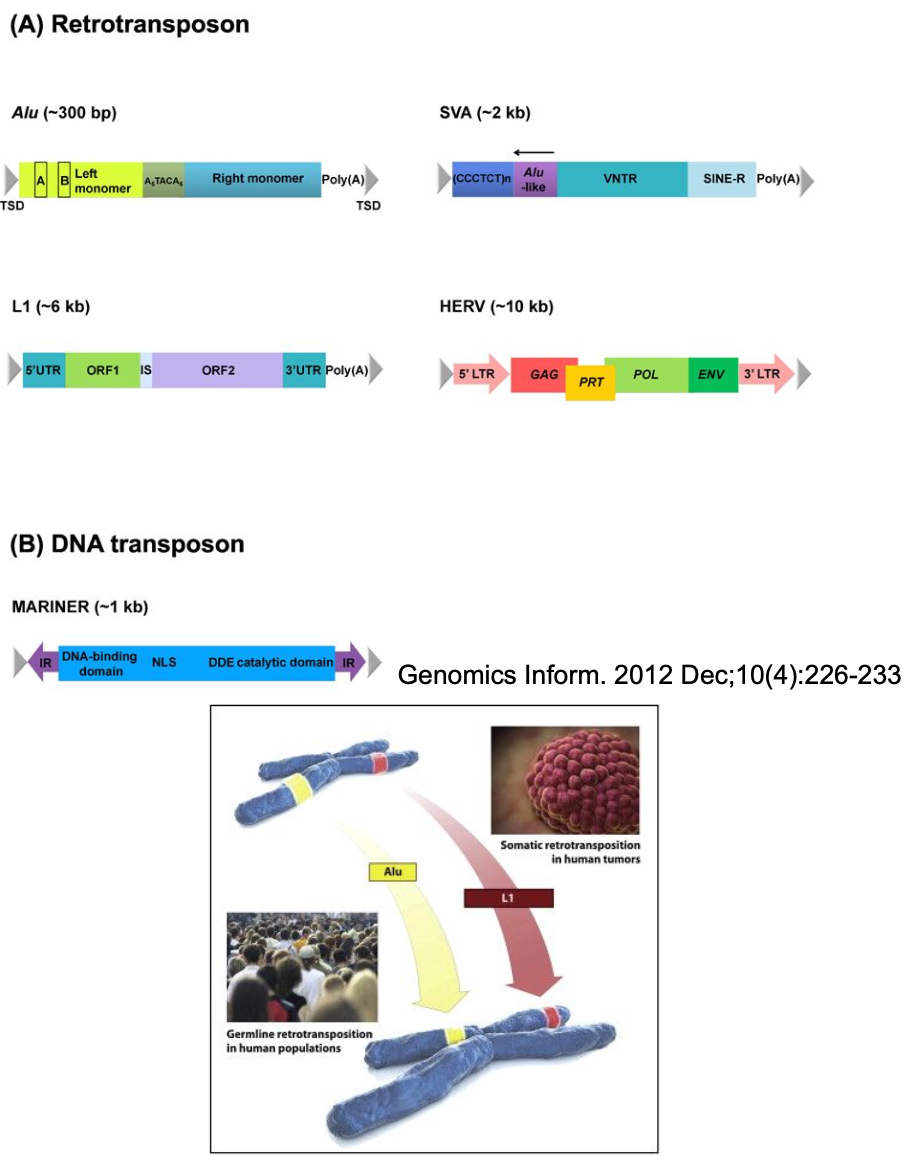 (A) Retrotransposon
Alu (~300 bp)
A
B
Left
monomer
A₅TACA₆
Right monomer
Poly(A)
TSD
TSD
SVA (~2 kb)
(CCCTCT)n
Alu
-like
VNTR
SINE-R
Poly(A)
L1 (~6 kb)
5'UTR
ORF1
IS
ORF2
3'UTR
Poly(A)
HERV (~10 kb)
5' LTR
GAG
PRT
POL
ENV
3' LTR
(B) DNA transposon
MARINER (~1 kb)
IR
DNA-binding
domain
NLS
DDE catalytic domain
IR
Genomics Inform. 2012 Dec;10(4):226-233
Somatic retrotransposition
in human tumors
Alu
L1
Germline retrotransposition
in human populations